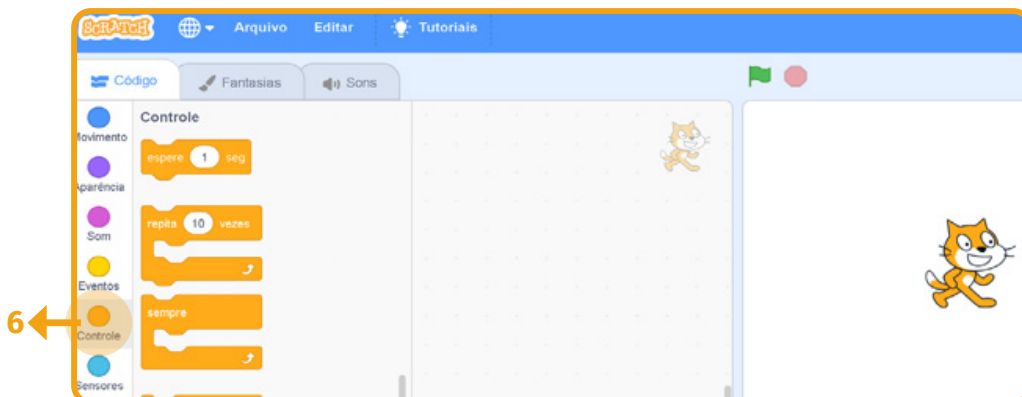 SCRATCH Arquivo Editar Tutoriais
Código Fantasias Sons
Controle
Movimento
espere 1 seg
Aparência
repita 10 vezes
Som
Eventos
sempre
6
Controle
Sensores